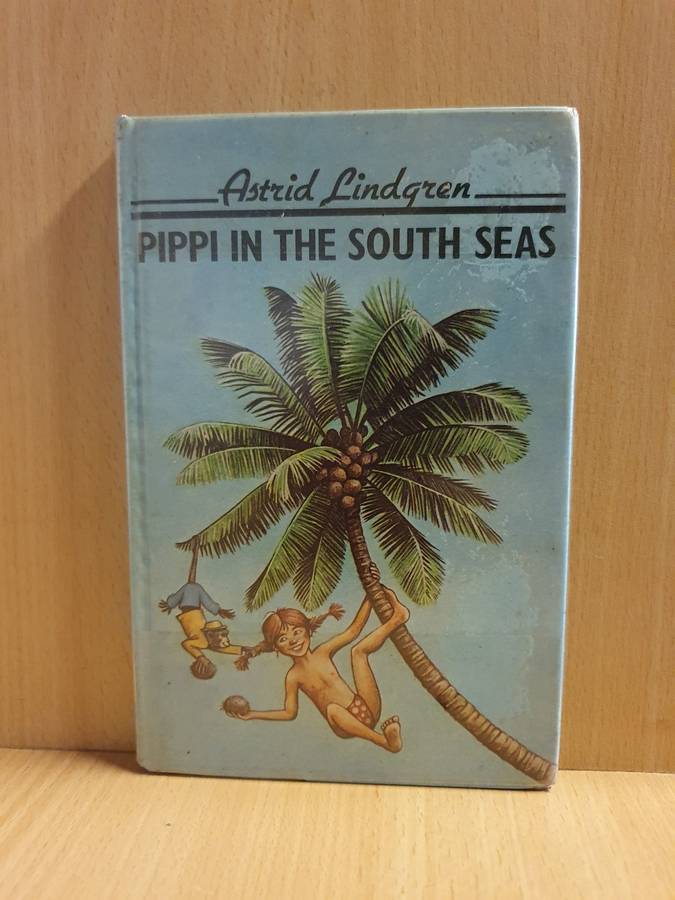 Astrid Lindgren
PIPPI IN THE SOUTH SEAS